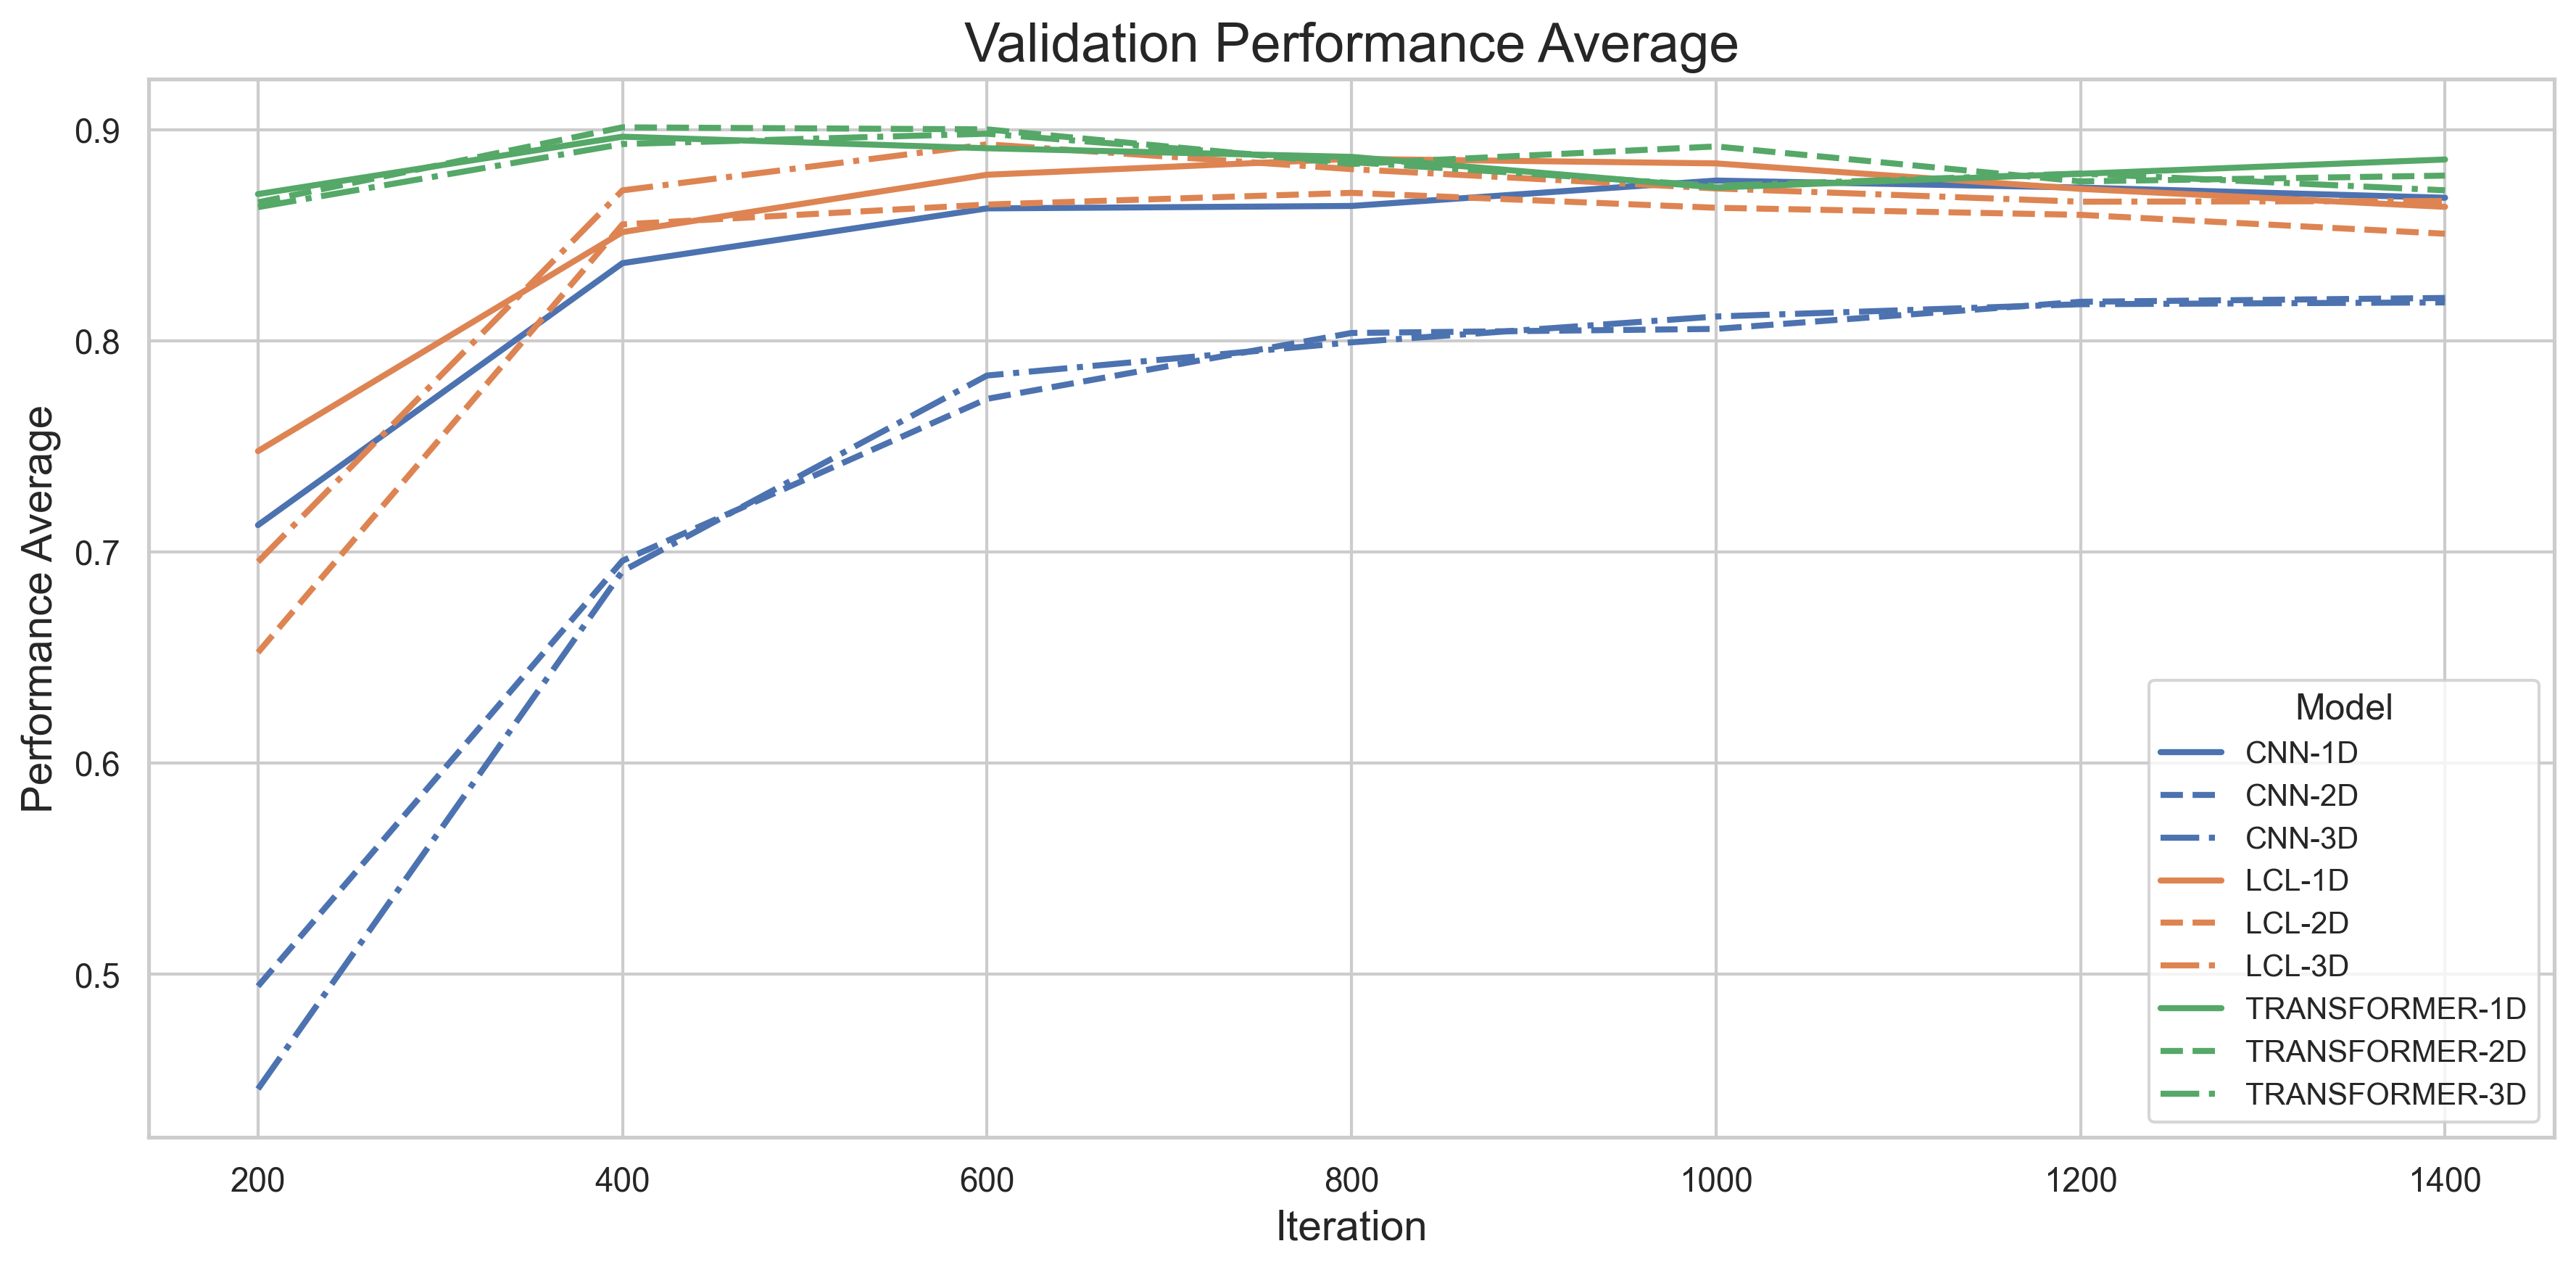 Validation Performance Average
Performance Average
0.9
0.8
0.7
0.6
0.5
200 400 600 800 1000 1200 1400
Iteration
Model
CNN-1D
CNN-2D
CNN-3D
LCL-1D
LCL-2D
LCL-3D
TRANSFORMER-1D
TRANSFORMER-2D
TRANSFORMER-3D